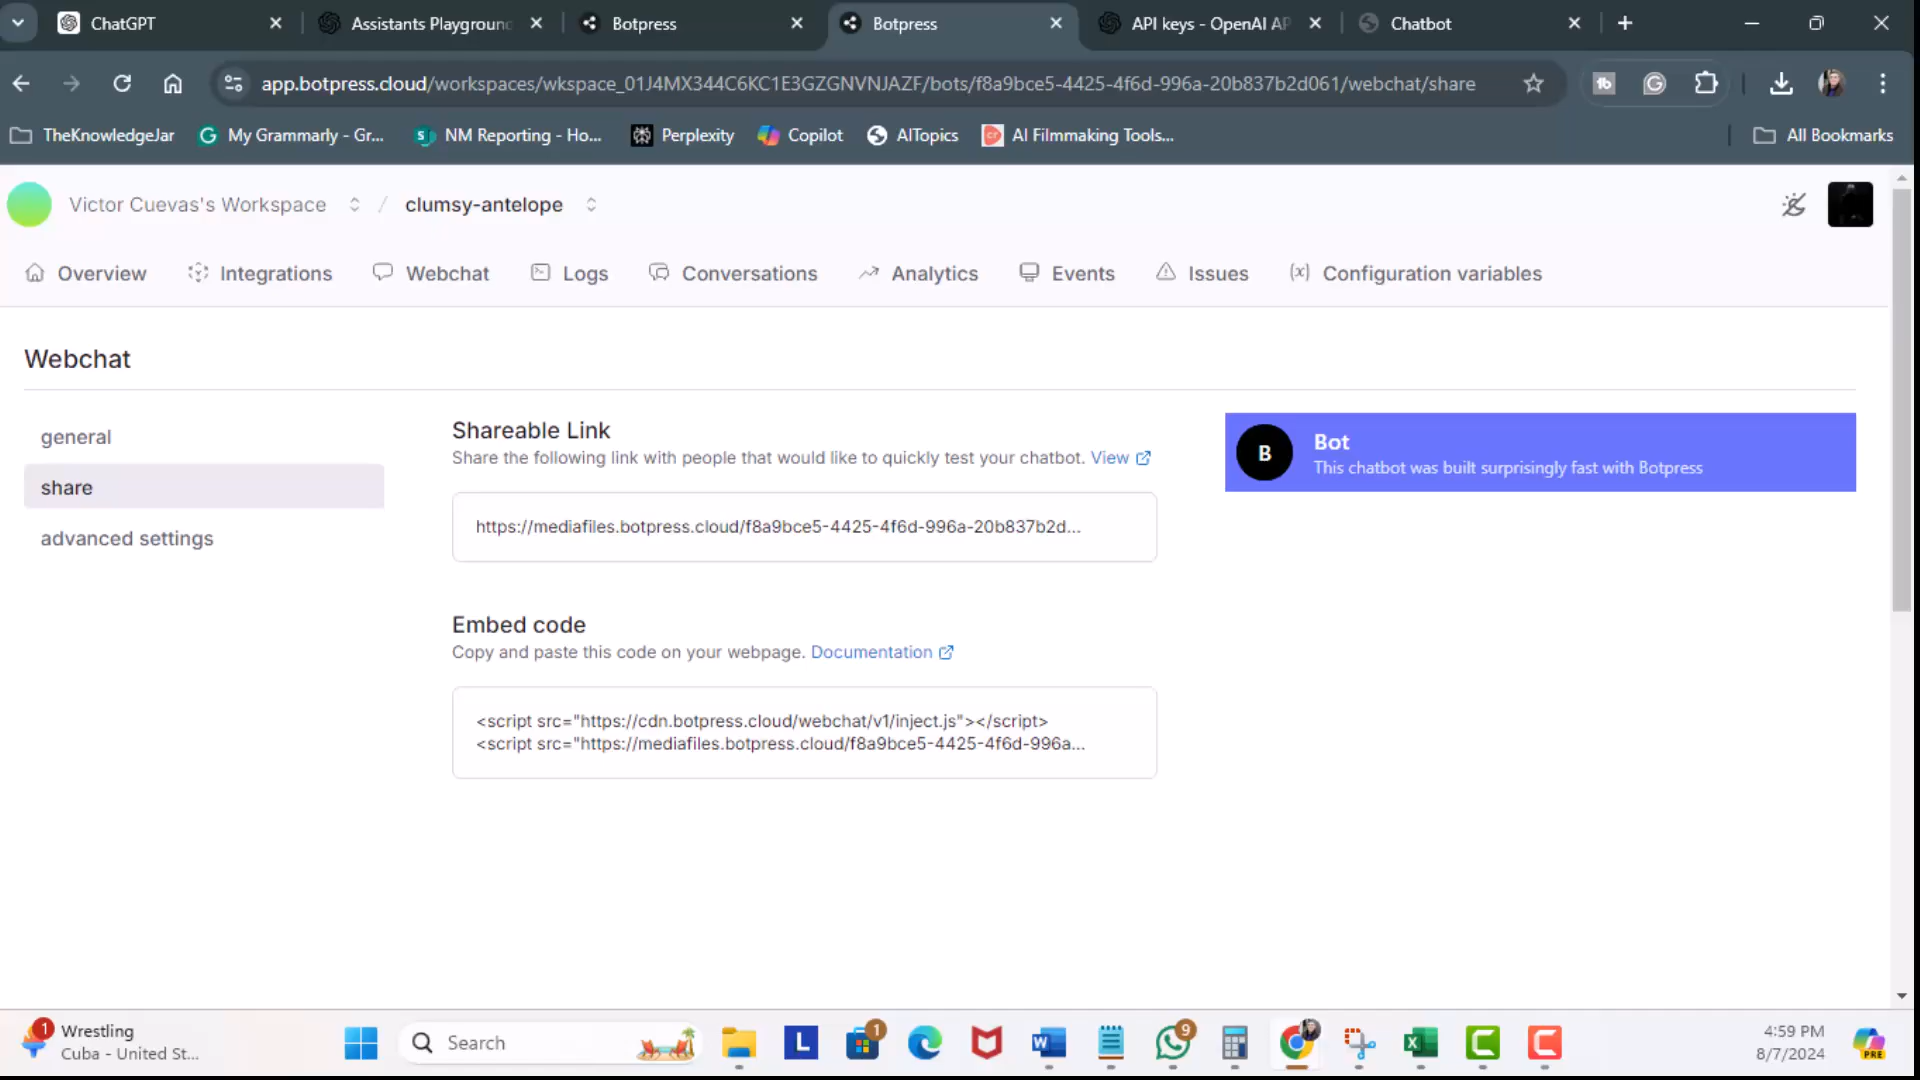 ChatGPT
Assistants Playground
Botpress
Botpress
API keys - OpenAI AP
Chatbot
app.botpress.cloud/workspaces/wkspace_01J4MX344C6KC1E3GZGNVNJAZF/bots/f8a9bce5-4425-4f6d-996a-20b837b2d061/webchat/share
tb
TheKnowledgeJar
My Grammarly - Gr...
NM Reporting - Ho...
Perplexity
Copilot
AITopics
AI Filmmaking Tools...
All Bookmarks
Victor Cuevas's Workspace / clumsy-antelope
Overview
Integrations
Webchat
Logs
Conversations
Analytics
Events
Issues
Configuration variables
Webchat
general
share
advanced settings
Shareable Link
Share the following link with people that would like to quickly test your chatbot. View
https://mediafiles.botpress.cloud/f8a9bce5-4425-4f6d-996a-20b837b2d...
Embed code
Copy and paste this code on your webpage. Documentation
<script src="https://cdn.botpress.cloud/webchat/v1/inject.js"></script>
<script src="https://mediafiles.botpress.cloud/f8a9bce5-4425-4f6d-996a...
B
Bot
This chatbot was built surprisingly fast with Botpress
1
Wrestling
Cuba - United St...
Search
L
1
9
4:59 PM
8/7/2024
PRE